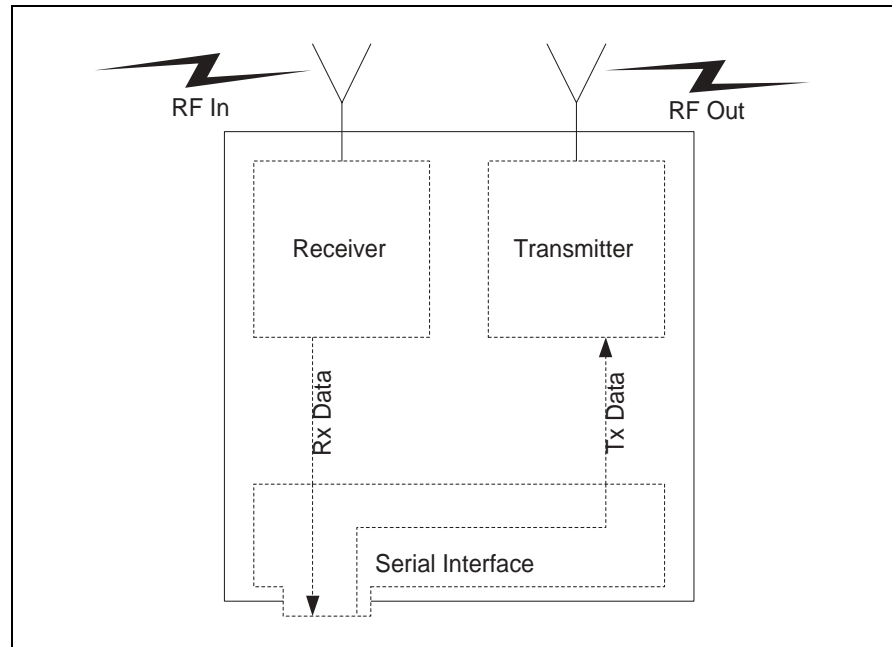 RF In
RF Out
Receiver
Transmitter
Rx Data
Tx Data
Serial Interface